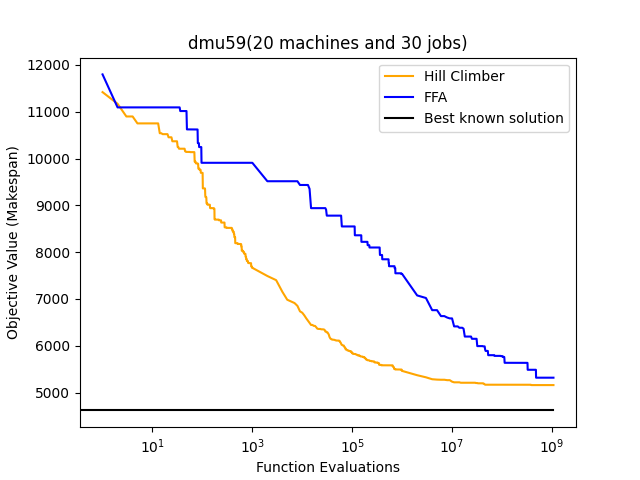 dmu59(20 machines and 30 jobs)
Hill Climber
FFA
Best known solution
12000
11000
10000
9000
8000
7000
6000
5000
Objective Value (Makespan)
10^1 10^3 10^5 10^7 10^9
Function Evaluations